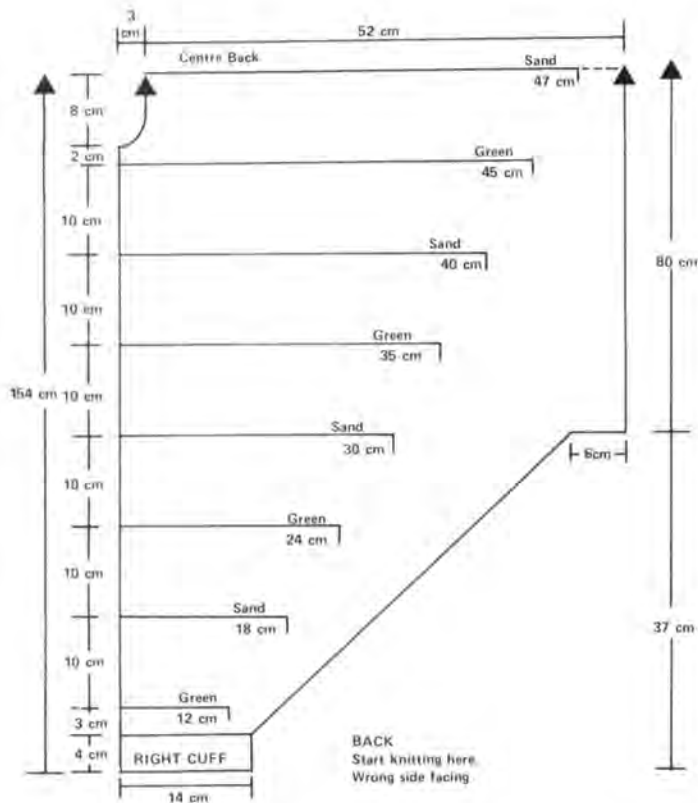 3
cm
52 cm
Centre Back
Sand
47 cm
8 cm
2 cm
Green
45 cm
10 cm
Sand
40 cm
80 cm
10 cm
Green
35 cm
154 cm
10 cm
Sand
30 cm
6cm
10 cm
Green
24 cm
10 cm
Sand
18 cm
37 cm
10 cm
Green
12 cm
3 cm
4 cm
RIGHT CUFF
BACK
Start knitting here.
Wrong side facing
14 cm